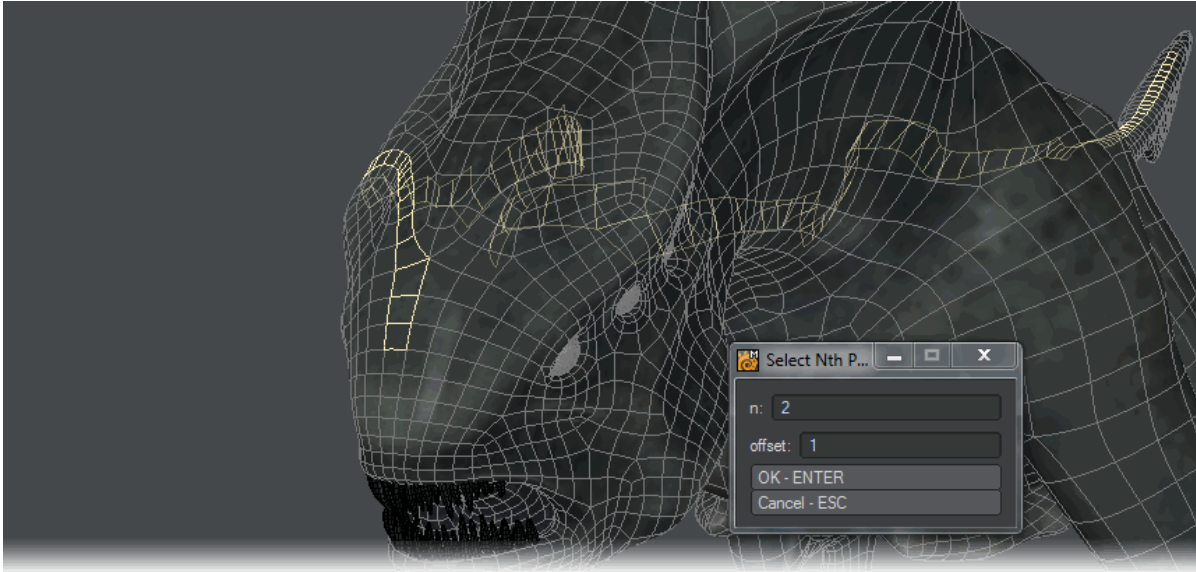 Select Nth P...
n: 2
offset: 1
OK - ENTER
Cancel - ESC